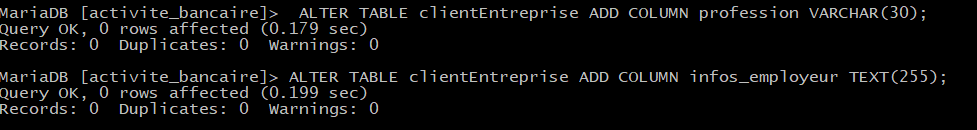 MariaDB [activite_bancaire]>  ALTER TABLE clientEntreprise ADD COLUMN profession VARCHAR(30);
Query OK, 0 rows affected (0.179 sec)
Records: 0  Duplicates: 0  Warnings: 0

MariaDB [activite_bancaire]> ALTER TABLE clientEntreprise ADD COLUMN infos_employeur TEXT(255);
Query OK, 0 rows affected (0.199 sec)
Records: 0  Duplicates: 0  Warnings: 0